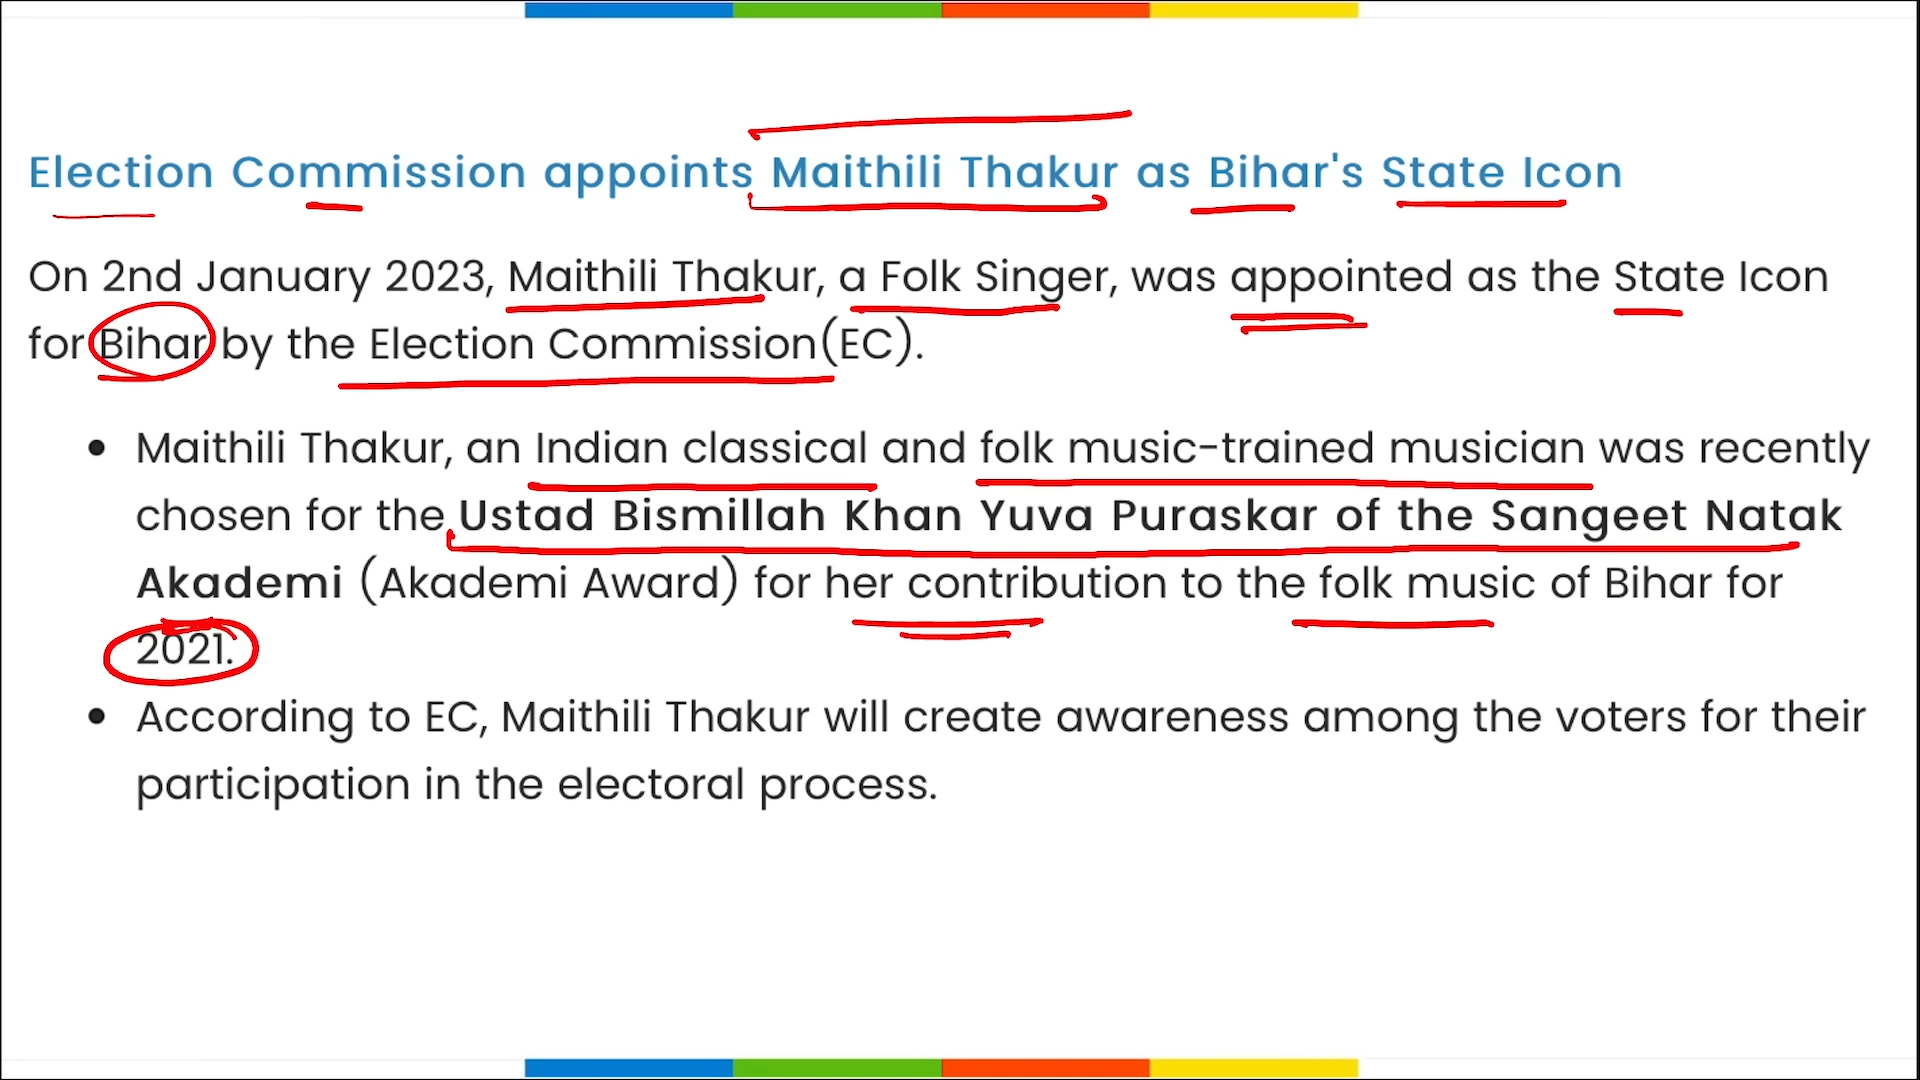 Election Commission appoints Maithili Thakur as Bihar's State Icon
On 2nd January 2023, Maithili Thakur, a Folk Singer, was appointed as the State Icon
for Bihar by the Election Commission(EC).
• Maithili Thakur, an Indian classical and folk music-trained musician was recently
chosen for the Ustad Bismillah Khan Yuva Puraskar of the Sangeet Natak
Akademi (Akademi Award) for her contribution to the folk music of Bihar for
2021.
• According to EC, Maithili Thakur will create awareness among the voters for their
participation in the electoral process.